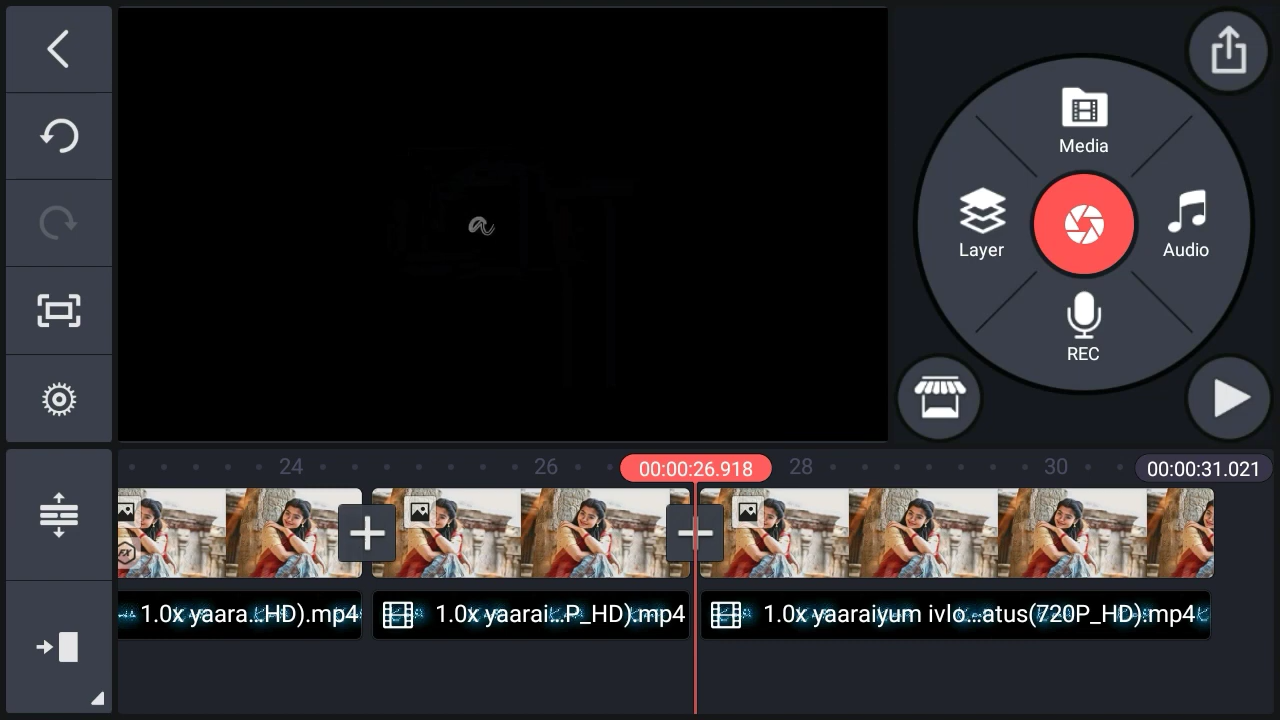 Media
Layer
Audio
REC
24
26
00:00:26.918
28
30
00:00:31.021
FX
1.0x yaara...HD).mp4
1.0x yaarai...P_HD).mp4
1.0x yaaraiyum ivlo...atus(720P_HD).mp4